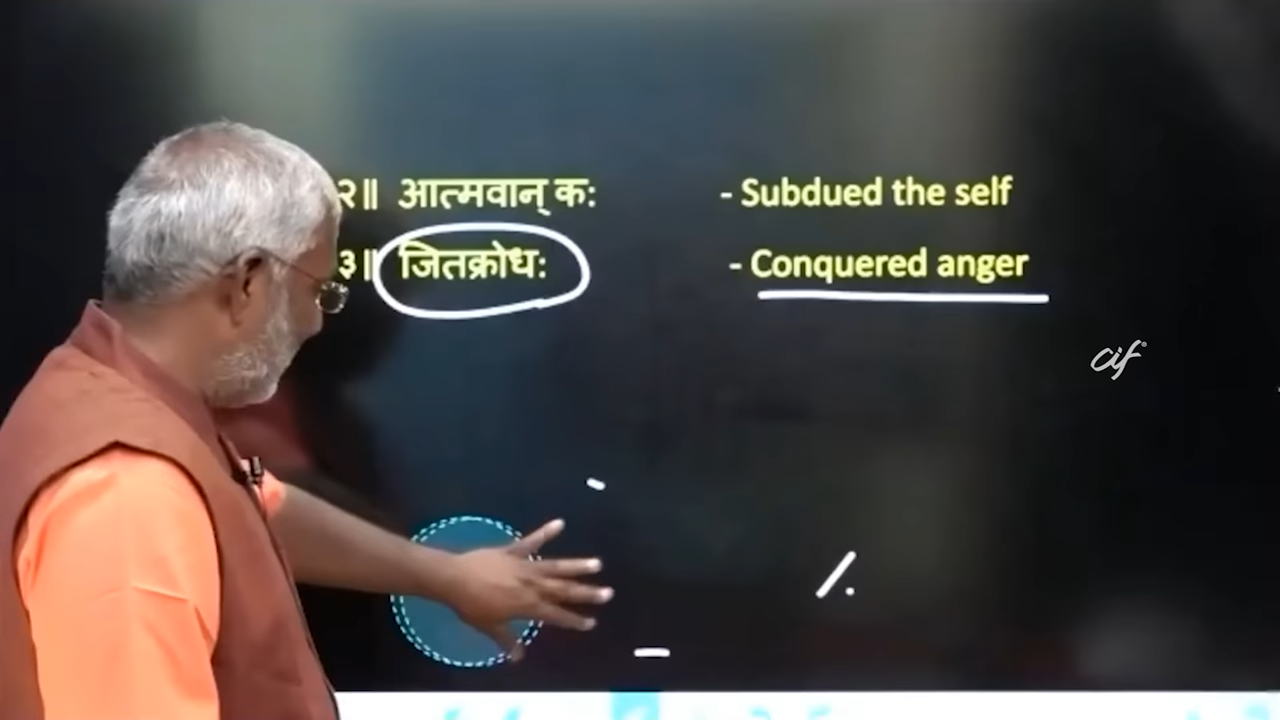 २॥ आत्मवान् कः - Subdued the self
३॥ जितक्रोधः - Conquered anger
cif